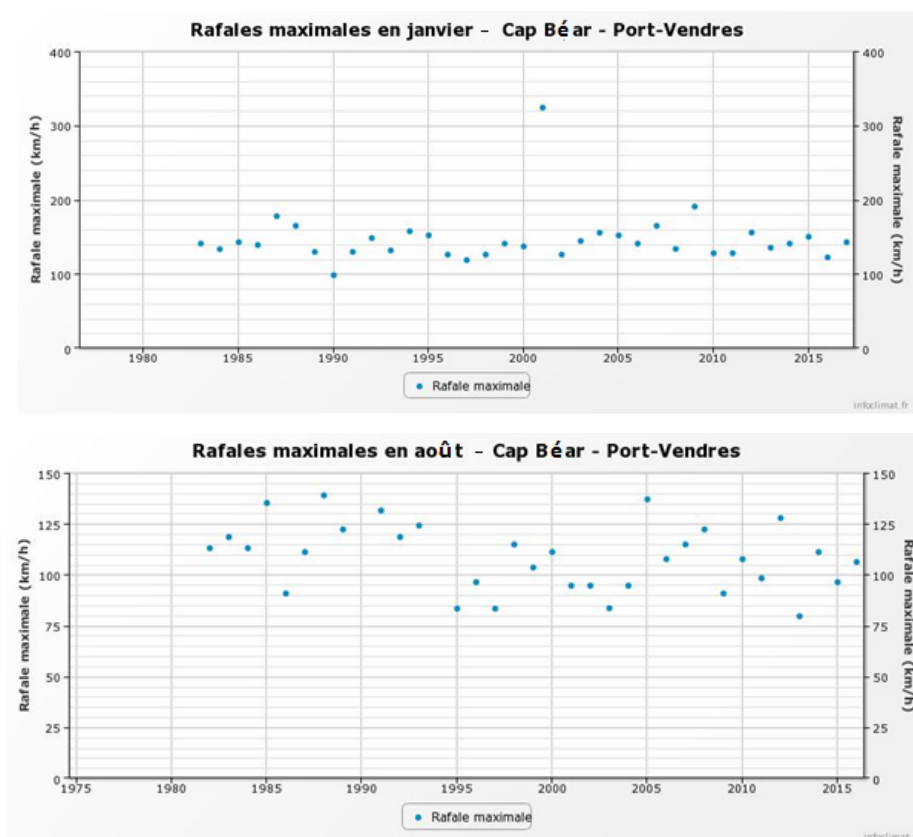 Rafales maximales en janvier – Cap Béar - Port-Vendres
400
300
200
100
0
Rafale maximale (km/h)
400
300
200
100
0
Rafale maximale (km/h)
1980 1985 1990 1995 2000 2005 2010 2015
Rafale maximale
infoclimat.fr
Rafales maximales en août – Cap Béar - Port-Vendres
150
125
100
75
50
25
0
Rafale maximale (km/h)
150
125
100
75
50
25
0
Rafale maximale (km/h)
1975 1980 1985 1990 1995 2000 2005 2010 2015
Rafale maximale
infoclimat